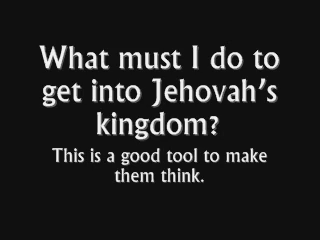 What must I do to
get into Jehovah's
kingdom?
This is a good tool to make
them think.